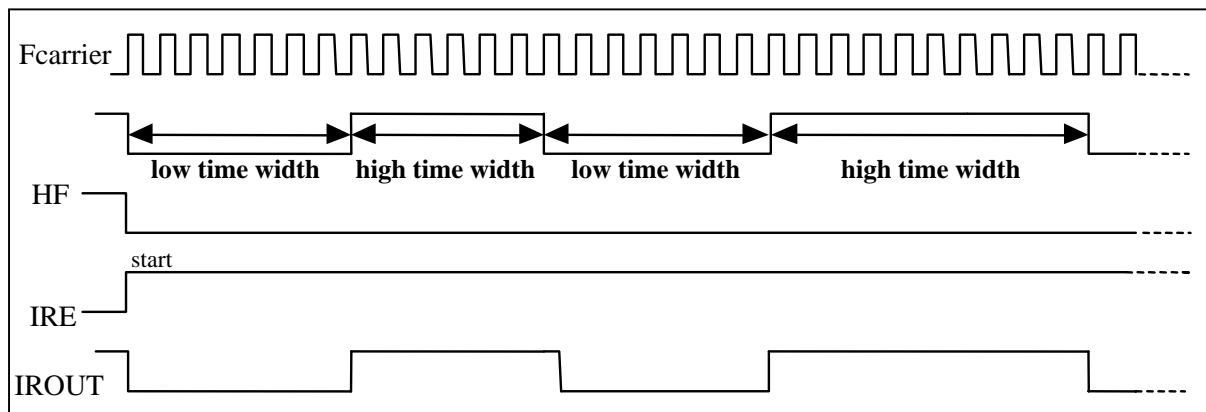 Fcarrier
low time width high time width low time width high time width
HF
start
IRE
IROUT